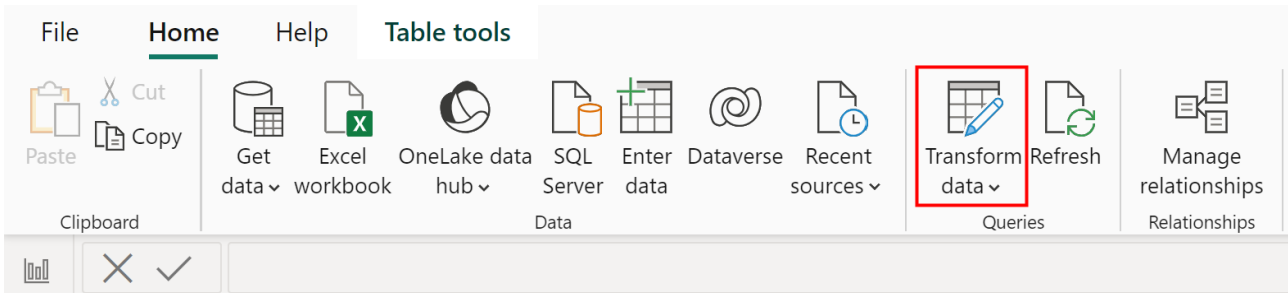 File Home Help Table tools
Cut
Copy
Paste
Clipboard
Get data
Excel workbook
OneLake data hub
SQL Server
Enter data
Dataverse
Recent sources
Data
Transform data
Refresh
Queries
Manage relationships
Relationships